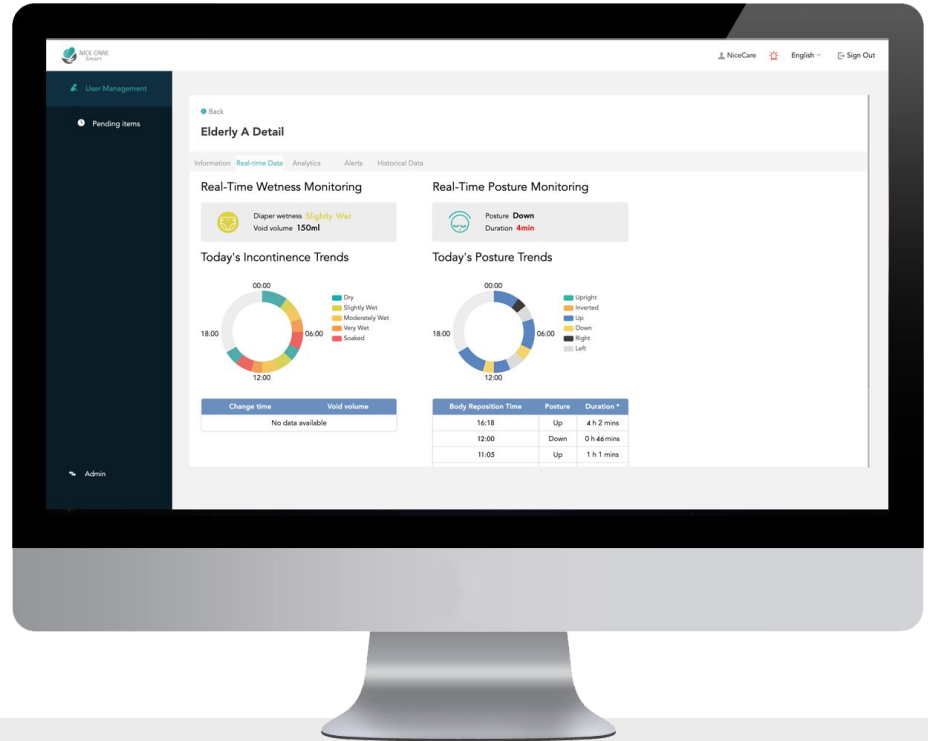 NICE CARE
Smart
NiceCare
English
Sign Out
User Management
Pending items
Admin
Back
Elderly A Detail
Information Real-time Data Analytics Alerts Historical Data
Real-Time Wetness Monitoring
Diaper wetness Slightly Wet
Void volume 150ml
Today's Incontinence Trends
00:00
06:00
12:00
18:00
Dry
Slightly Wet
Moderately Wet
Very Wet
Soaked
Change time Void volume
No data available
Real-Time Posture Monitoring
Posture Down
Duration 4min
Today's Posture Trends
00:00
06:00
12:00
18:00
Upright
Inverted
Up
Down
Right
Left
Body Reposition Time Posture Duration *
16:18 Up 4 h 2 mins
12:00 Down 0 h 46 mins
11:05 Up 1 h 1 mins